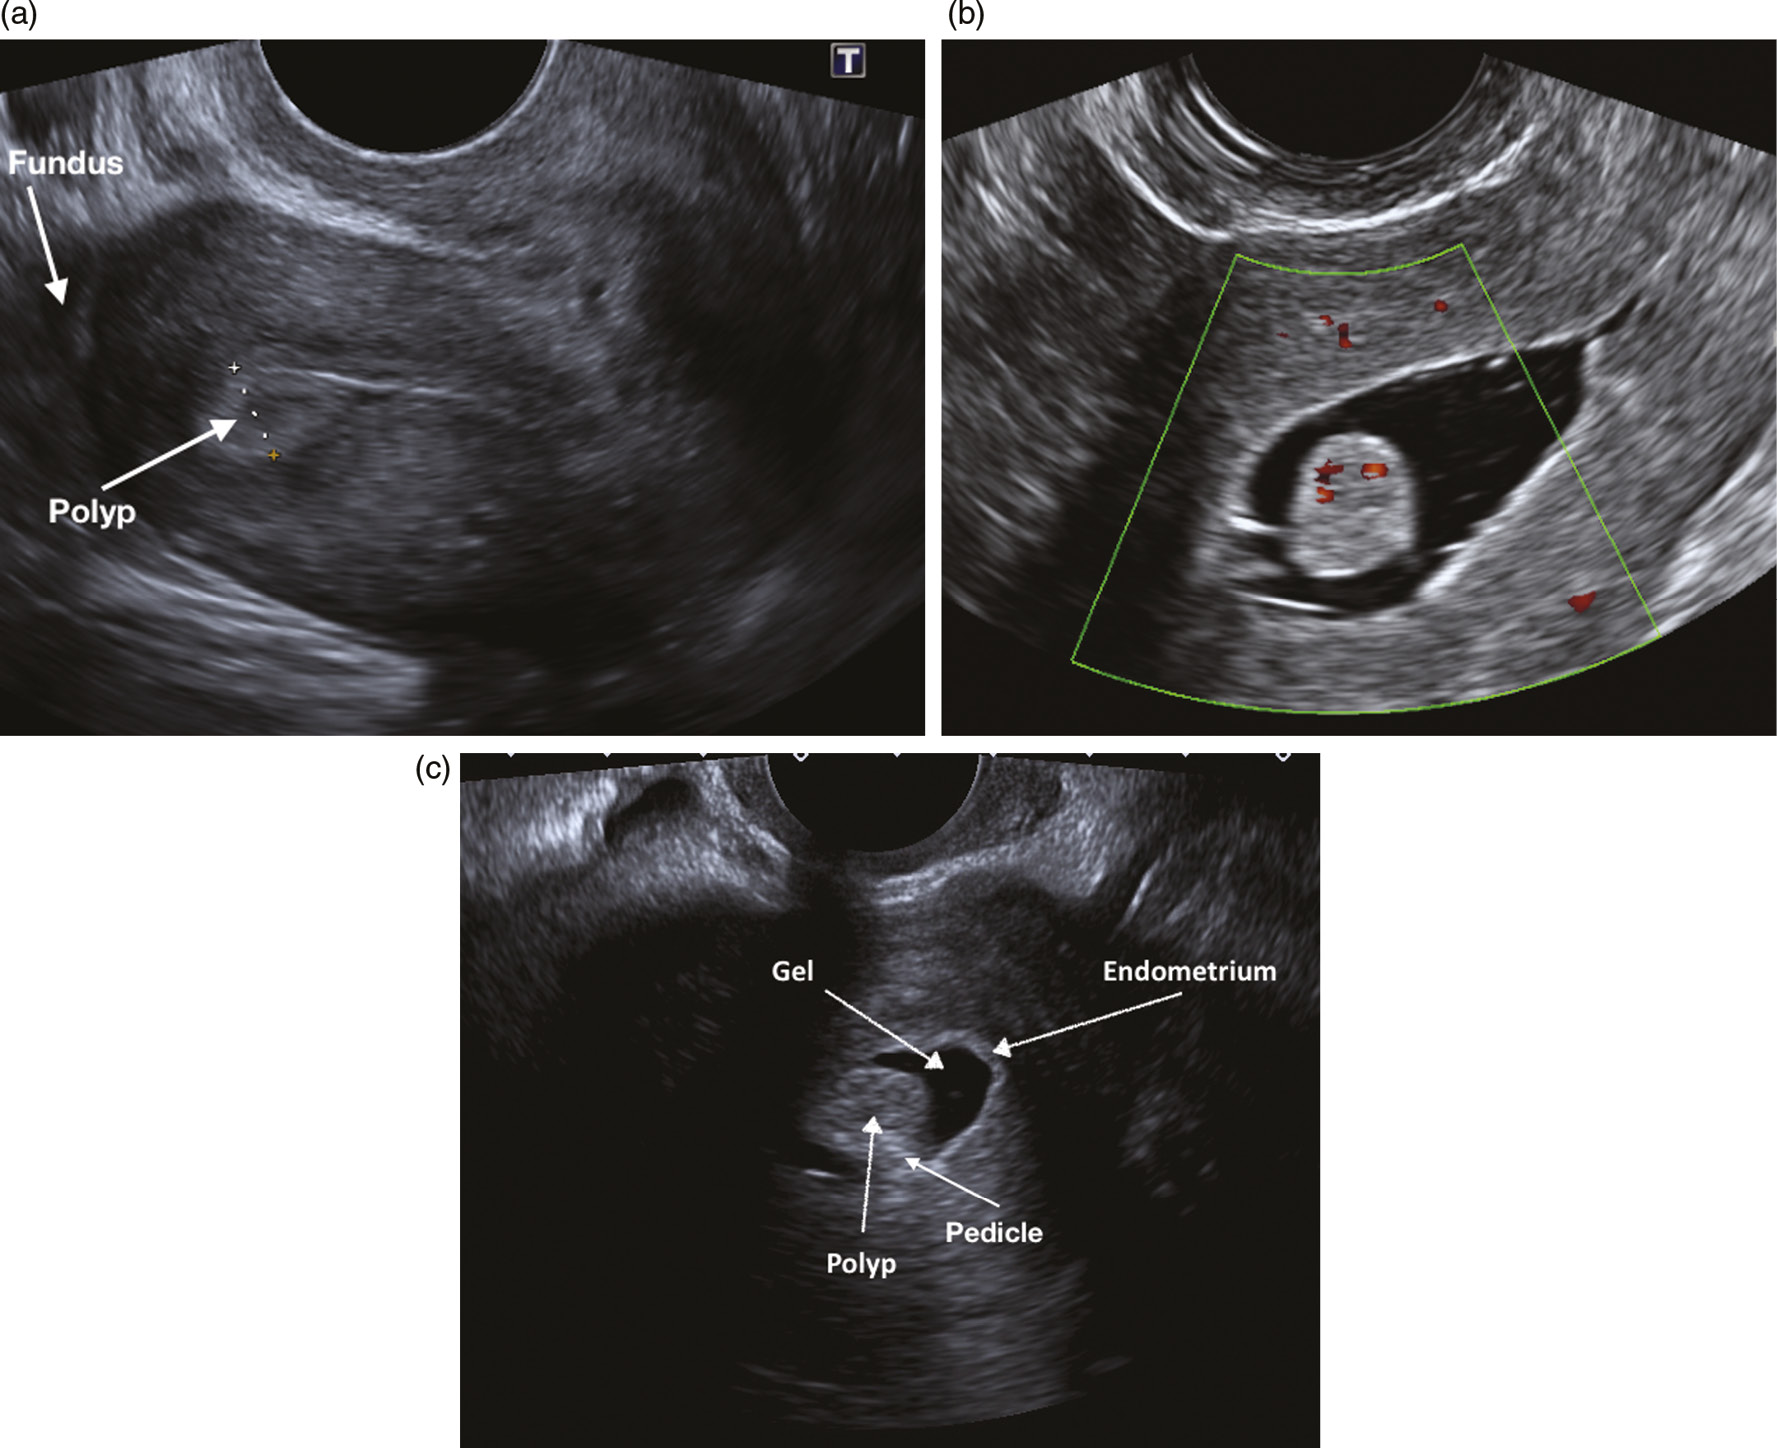 (a)
T
Fundus
Polyp
(b)
(c)
Gel
Endometrium
Pedicle
Polyp